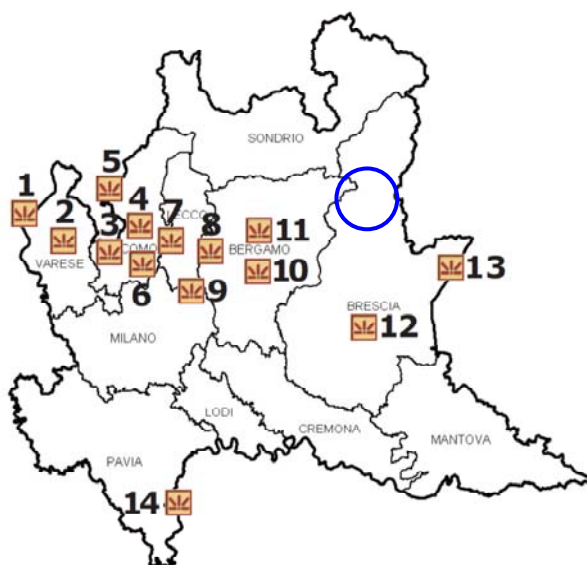 SONDRIO
5
1
2
4
7
LECCO
8
11
3
COMO
BERGAMO
VARESE
6
10
13
9
BRESCIA
12
MILANO
LODI
CREMONA
MANTOVA
PAVIA
14